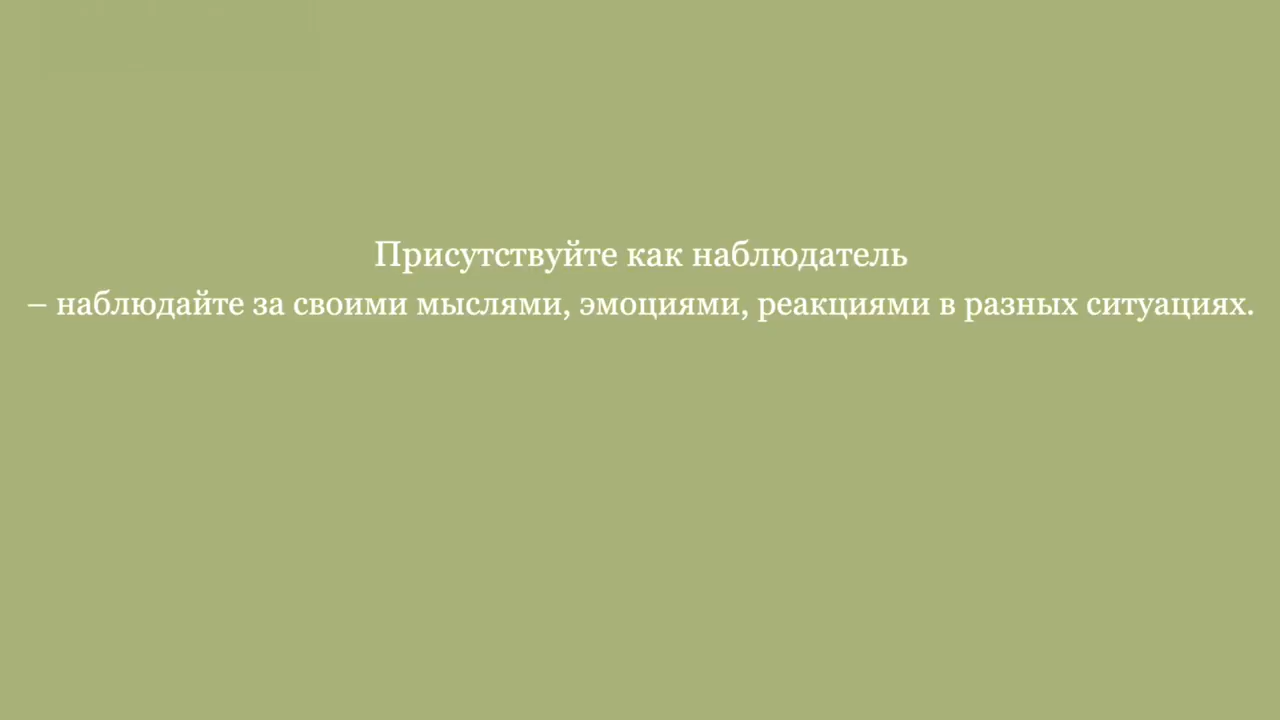 Присутствуйте как наблюдатель
– наблюдайте за своими мыслями, эмоциями, реакциями в разных ситуациях.